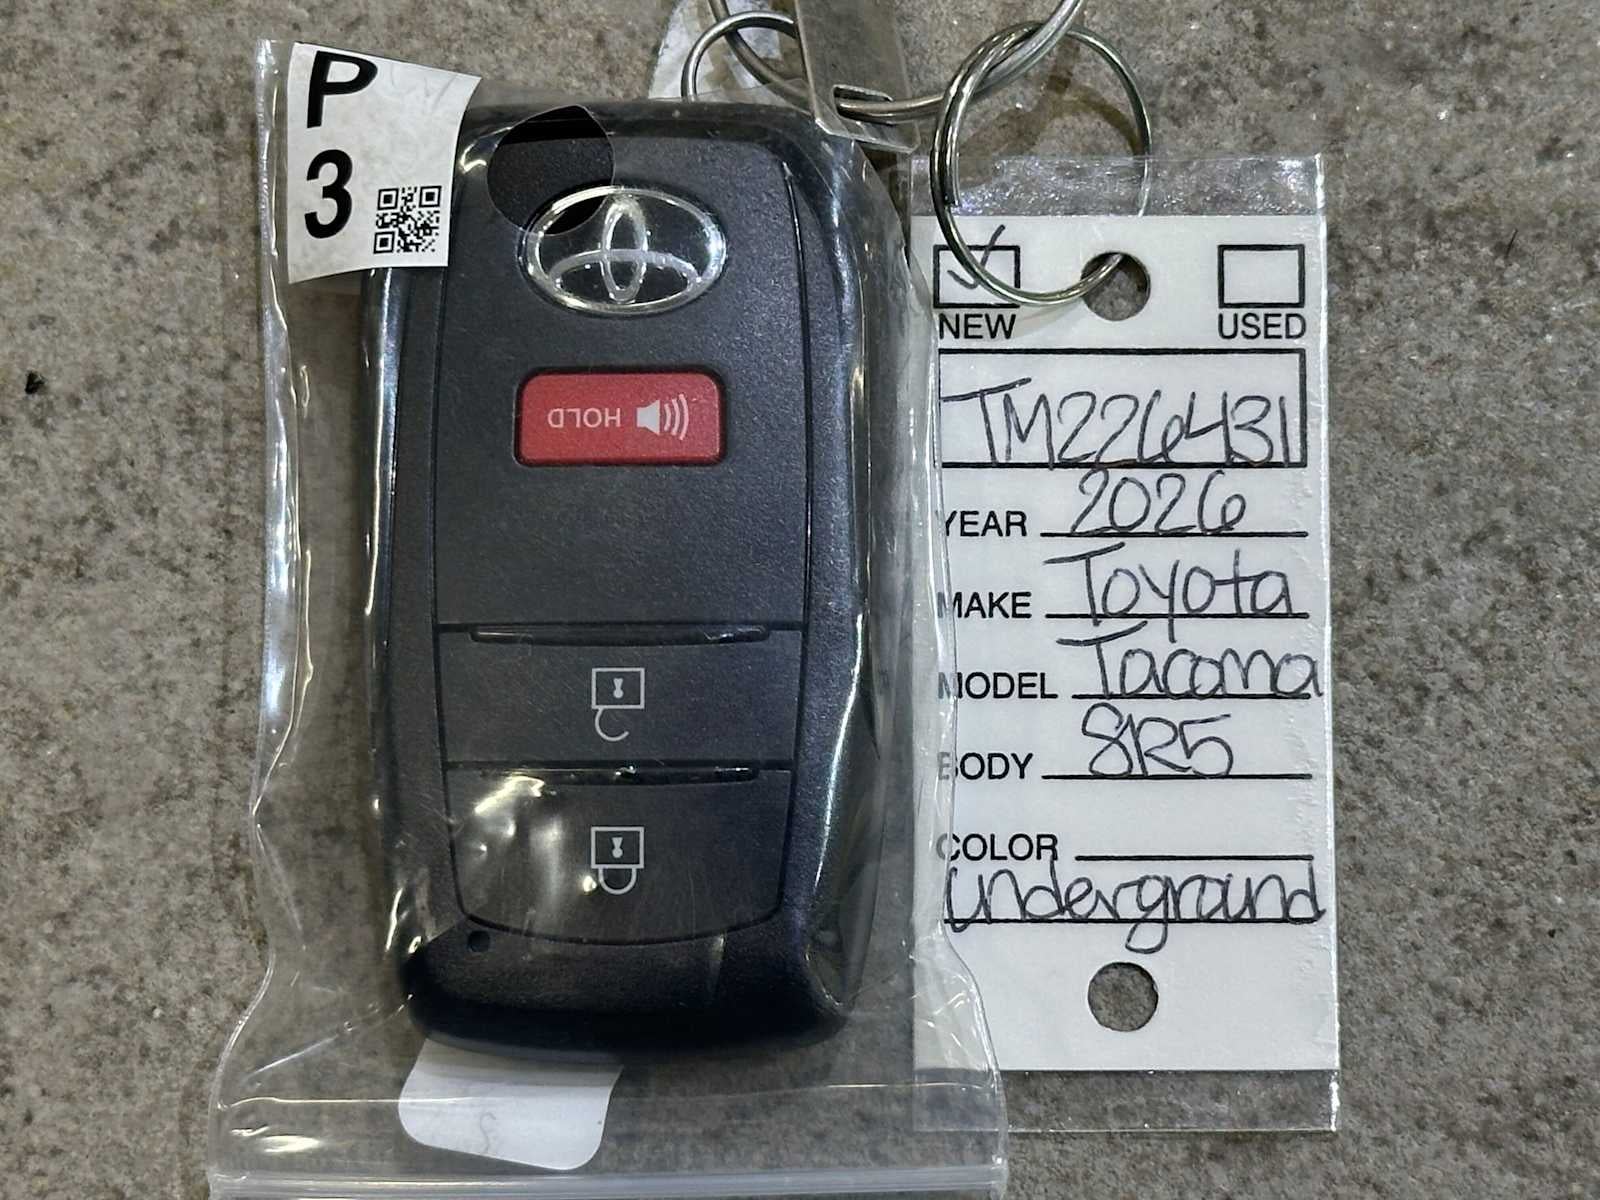 P
3
HOLD
NEW
USED
TM226431
YEAR 2026
MAKE Toyota
MODEL Tacoma
BODY SR5
COLOR
Underground